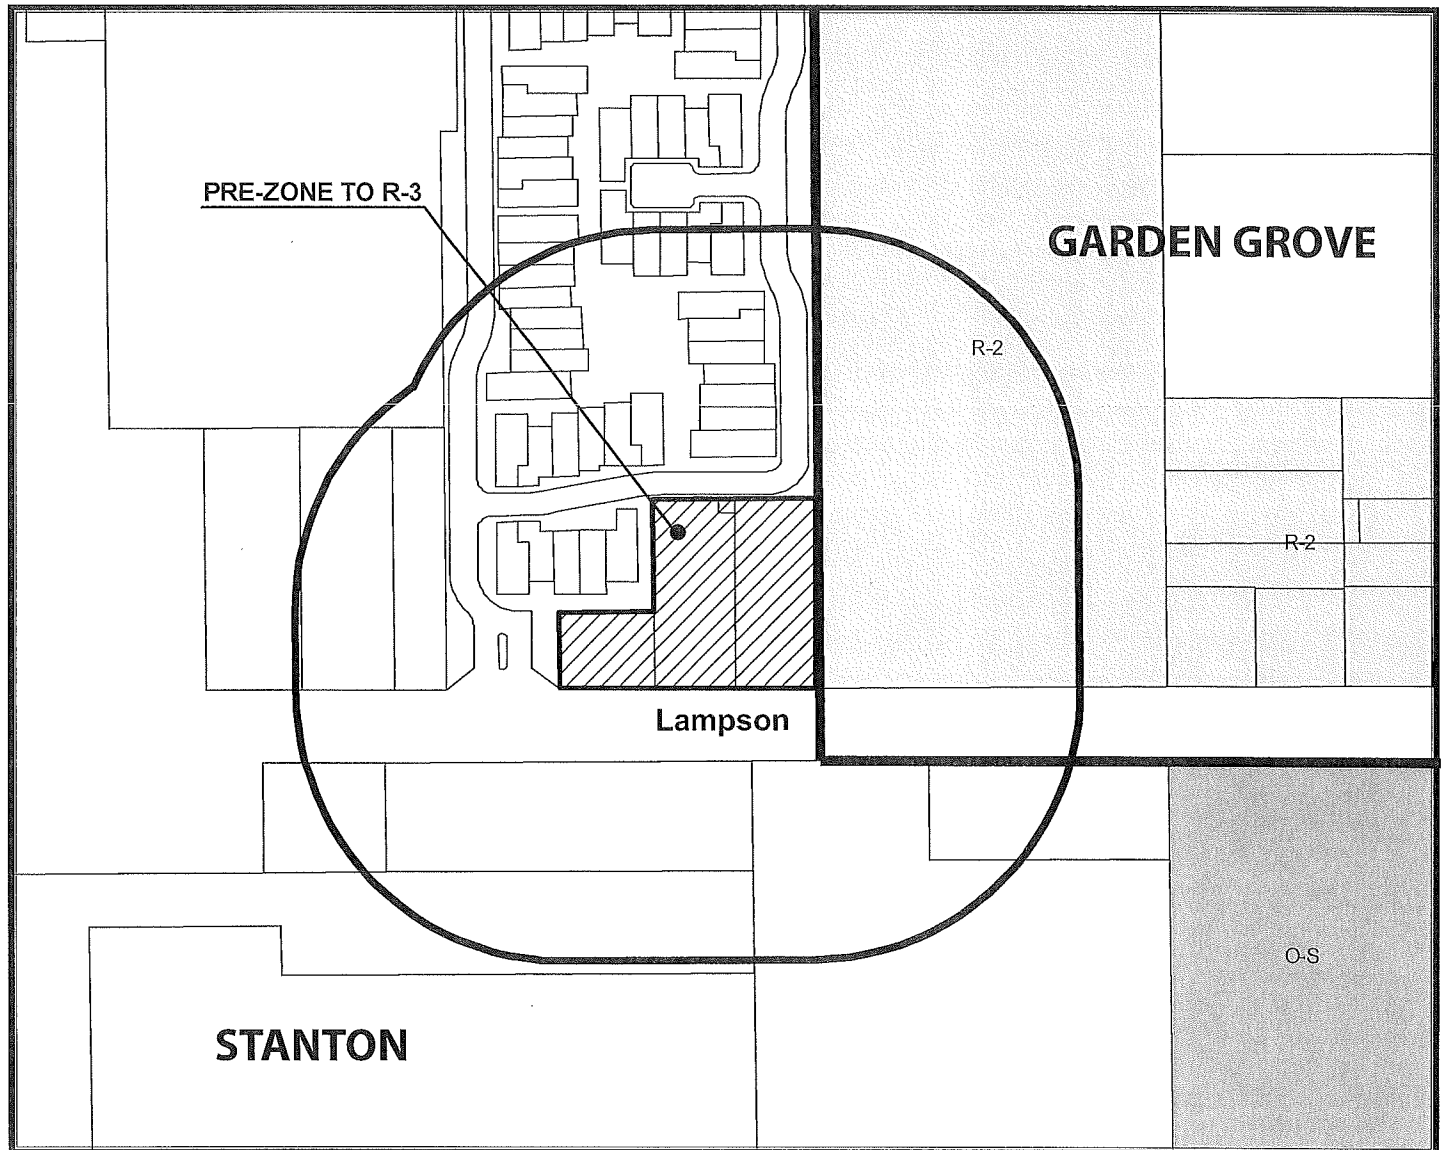 PRE-ZONE TO R-3
GARDEN GROVE
R-2
R-2
Lampson
O-S
STANTON